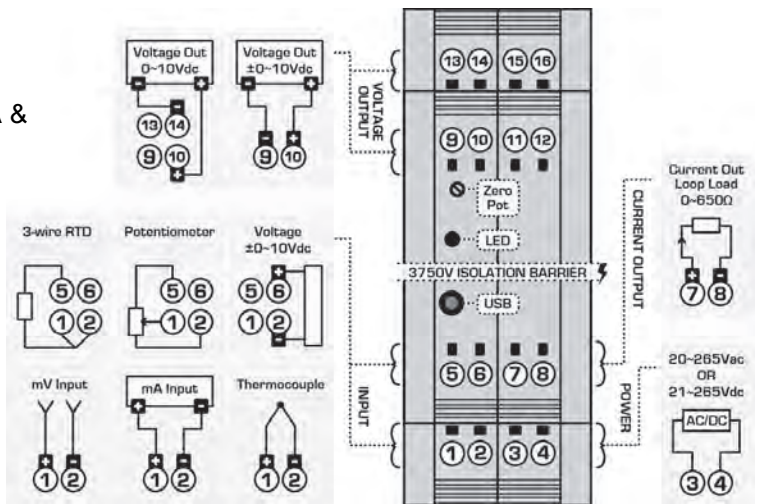 A &
Voltage Out
0~10Vdc
- +
-
13 14
9 10
+
Voltage Out
±0~10Vdc
- +
- +
9 10
VOLTAGE
OUTPUT
13 14 15 16
9 10 11 12
Zero
Pot
LED
3750V ISOLATION BARRIER
USB
5 6 7 8
1 2 3 4
CURRENT OUTPUT
POWER
INPUT
Current Out
Loop Load
0~650Ω
+ -
7 8
20~265Vac
OR
21~265Vdc
AC/DC
3 4
3-wire RTD
5 6
1 2
Potentiometer
5 6
1 2
Voltage
±0~10Vdc
+
5 6
1 2
-
mV Input
+ -
1 2
mA Input
+ -
+ -
1 2
Thermocouple
+ -
1 2